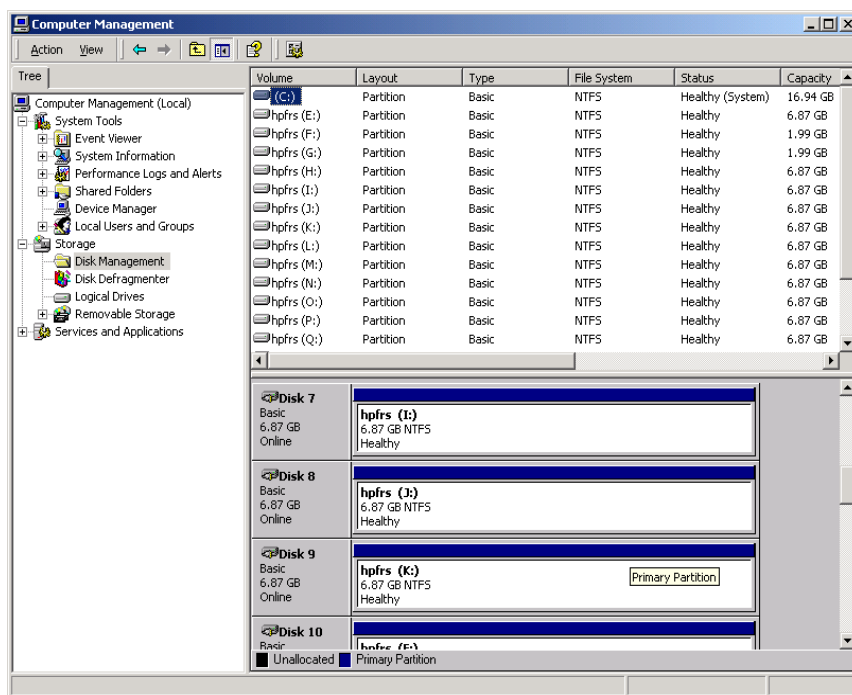 Computer Management
Action View
Tree
Computer Management (Local)
System Tools
Event Viewer
System Information
Performance Logs and Alerts
Shared Folders
Device Manager
Local Users and Groups
Storage
Disk Management
Disk Defragmenter
Logical Drives
Removable Storage
Services and Applications
Volume Layout Type File System Status Capacity
(C:) Partition Basic NTFS Healthy (System) 16.94 GB
hpfrs (E:) Partition Basic NTFS Healthy 6.87 GB
hpfrs (F:) Partition Basic NTFS Healthy 1.99 GB
hpfrs (G:) Partition Basic NTFS Healthy 1.99 GB
hpfrs (H:) Partition Basic NTFS Healthy 6.87 GB
hpfrs (I:) Partition Basic NTFS Healthy 6.87 GB
hpfrs (J:) Partition Basic NTFS Healthy 6.87 GB
hpfrs (K:) Partition Basic NTFS Healthy 6.87 GB
hpfrs (L:) Partition Basic NTFS Healthy 6.87 GB
hpfrs (M:) Partition Basic NTFS Healthy 6.87 GB
hpfrs (N:) Partition Basic NTFS Healthy 6.87 GB
hpfrs (O:) Partition Basic NTFS Healthy 6.87 GB
hpfrs (P:) Partition Basic NTFS Healthy 6.87 GB
hpfrs (Q:) Partition Basic NTFS Healthy 6.87 GB
Disk 7
Basic
6.87 GB
Online
hpfrs (I:)
6.87 GB NTFS
Healthy
Disk 8
Basic
6.87 GB
Online
hpfrs (J:)
6.87 GB NTFS
Healthy
Disk 9
Basic
6.87 GB
Online
hpfrs (K:)
6.87 GB NTFS
Healthy
Primary Partition
Disk 10
Basic
hpfrs
Unallocated Primary Partition